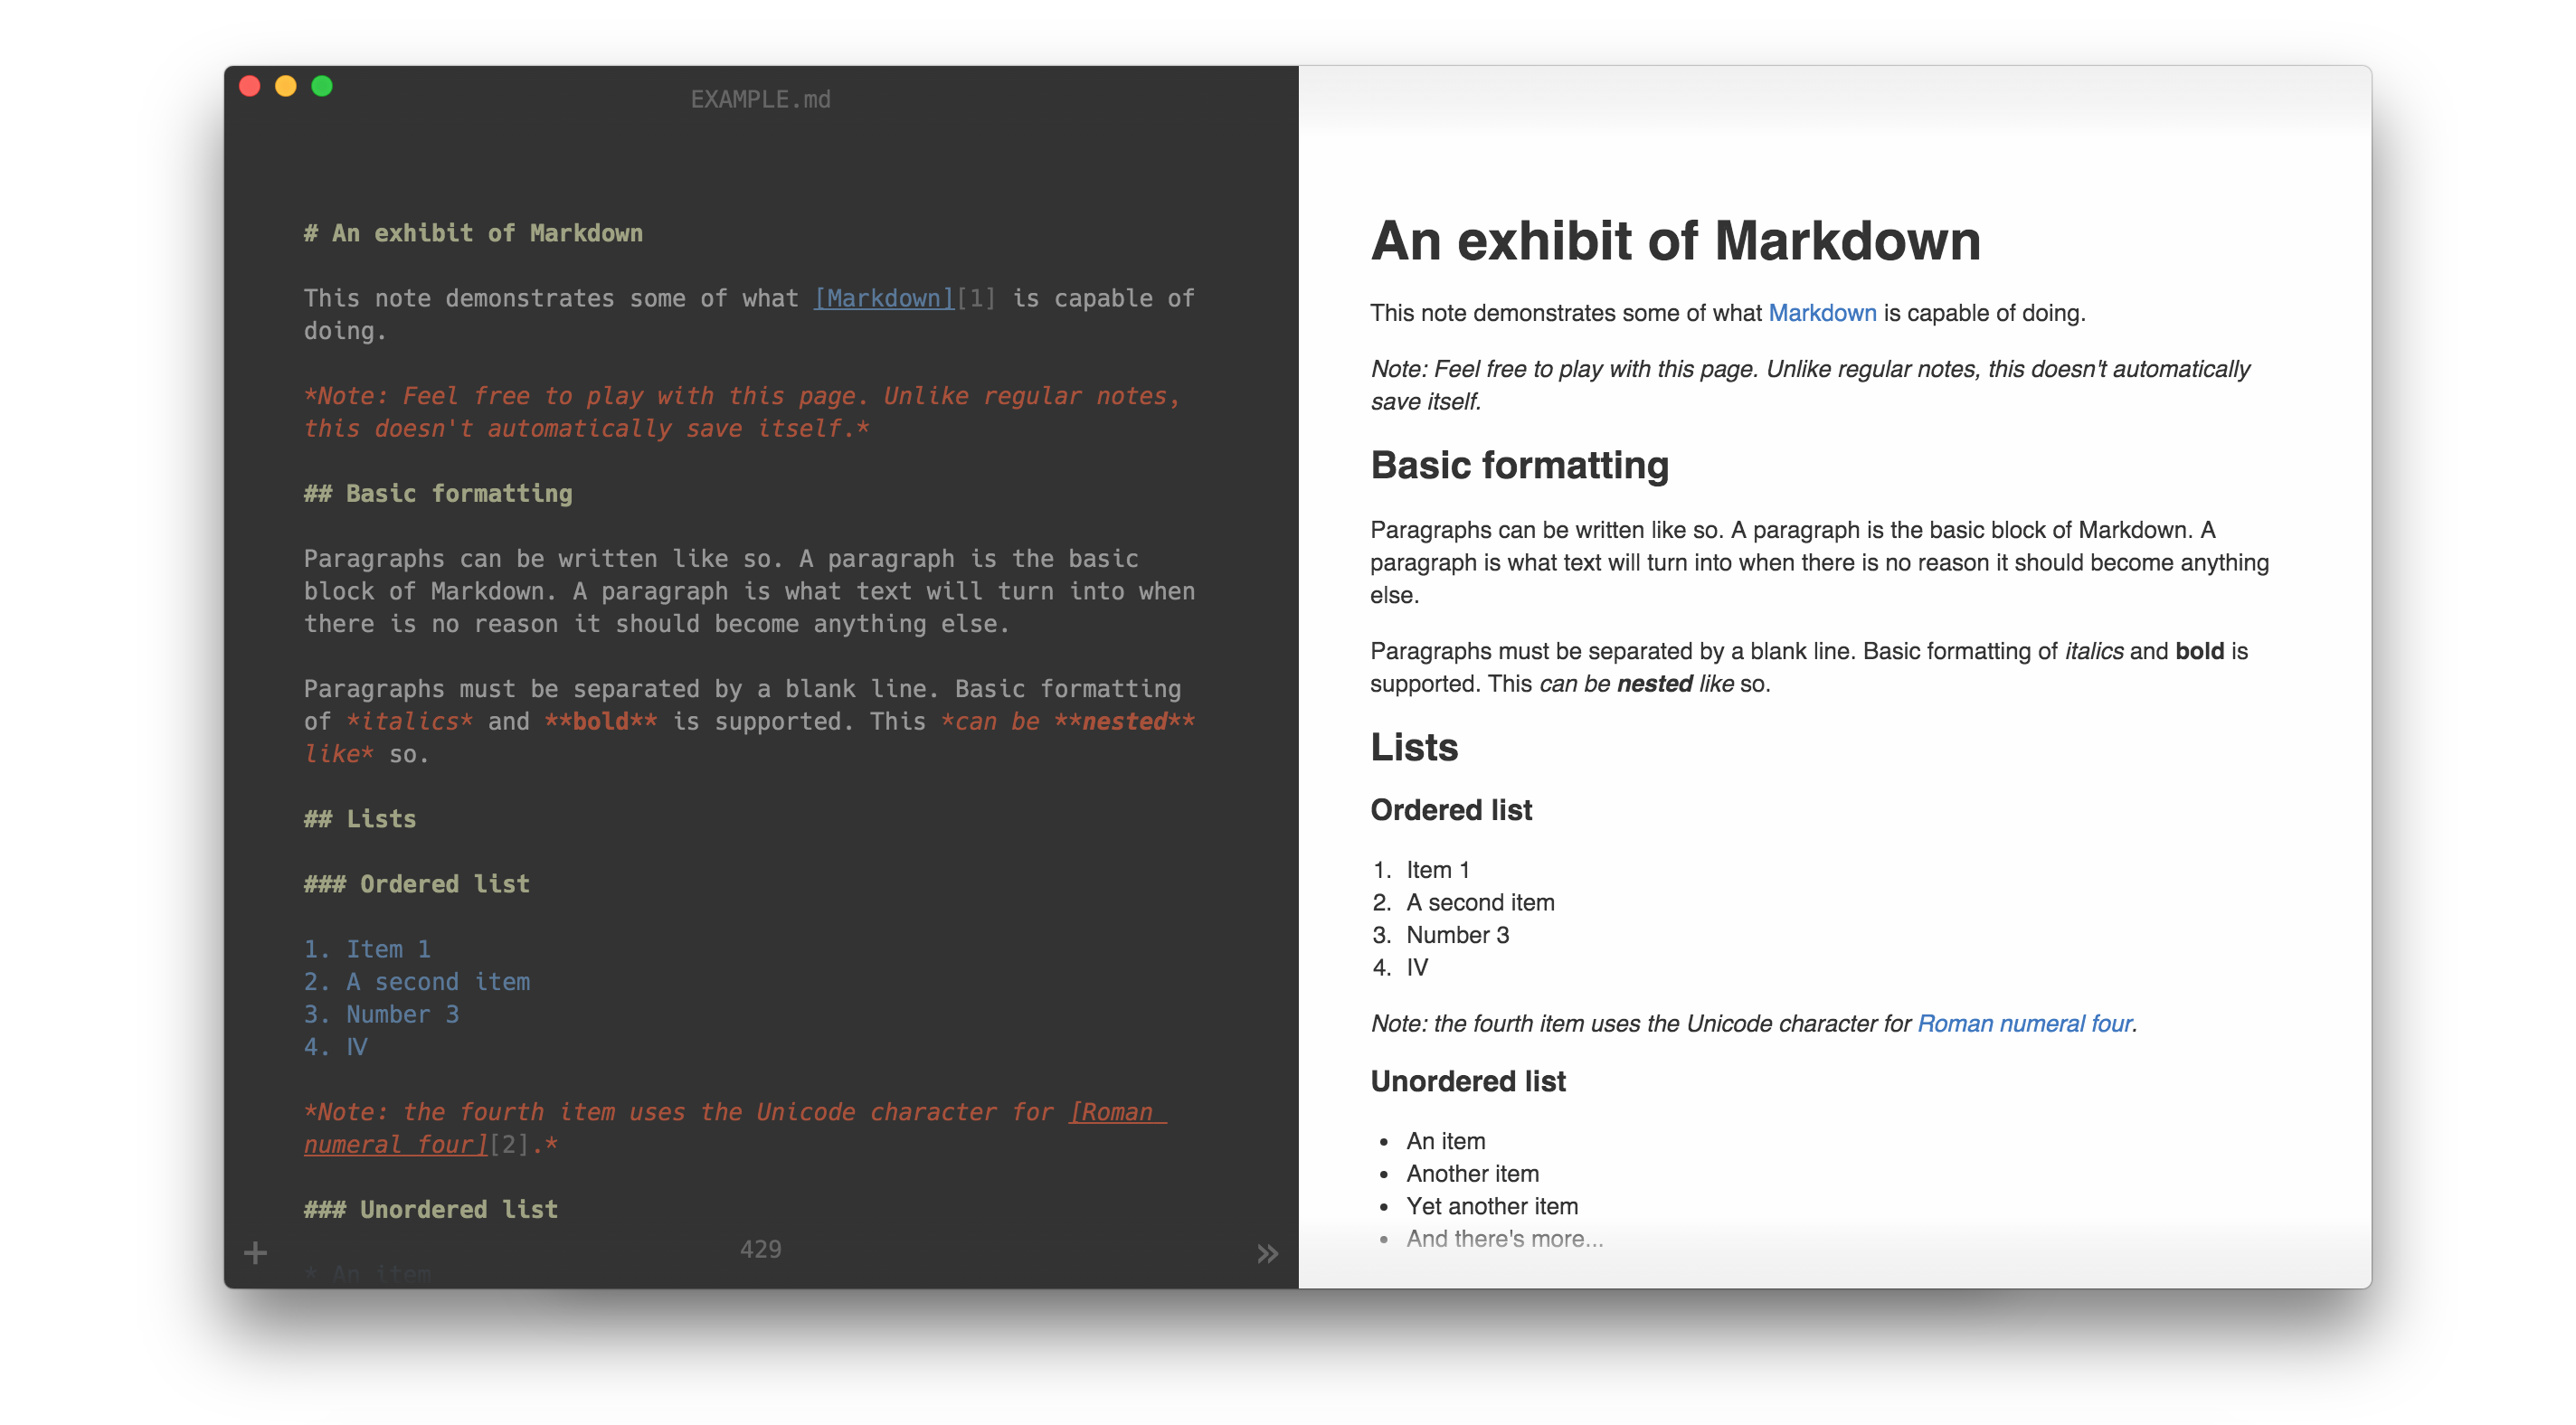 EXAMPLE.md
# An exhibit of Markdown
This note demonstrates some of what [Markdown][1] is capable of
doing.
*Note: Feel free to play with this page. Unlike regular notes,
this doesn't automatically save itself.*
## Basic formatting
Paragraphs can be written like so. A paragraph is the basic
block of Markdown. A paragraph is what text will turn into when
there is no reason it should become anything else.
Paragraphs must be separated by a blank line. Basic formatting
of *italics* and **bold** is supported. This *can be **nested**
like* so.
## Lists
### Ordered list
1. Item 1
2. A second item
3. Number 3
4. Ⅳ
*Note: the fourth item uses the Unicode character for [Roman
numeral four][2].*
### Unordered list
* An item
+ 429 »
An exhibit of Markdown
This note demonstrates some of what Markdown is capable of doing.
Note: Feel free to play with this page. Unlike regular notes, this doesn't automatically
save itself.
Basic formatting
Paragraphs can be written like so. A paragraph is the basic block of Markdown. A
paragraph is what text will turn into when there is no reason it should become anything
else.
Paragraphs must be separated by a blank line. Basic formatting of italics and bold is
supported. This can be nested like so.
Lists
Ordered list
1. Item 1
2. A second item
3. Number 3
4. Ⅳ
Note: the fourth item uses the Unicode character for Roman numeral four.
Unordered list
• An item
• Another item
• Yet another item
• And there's more...